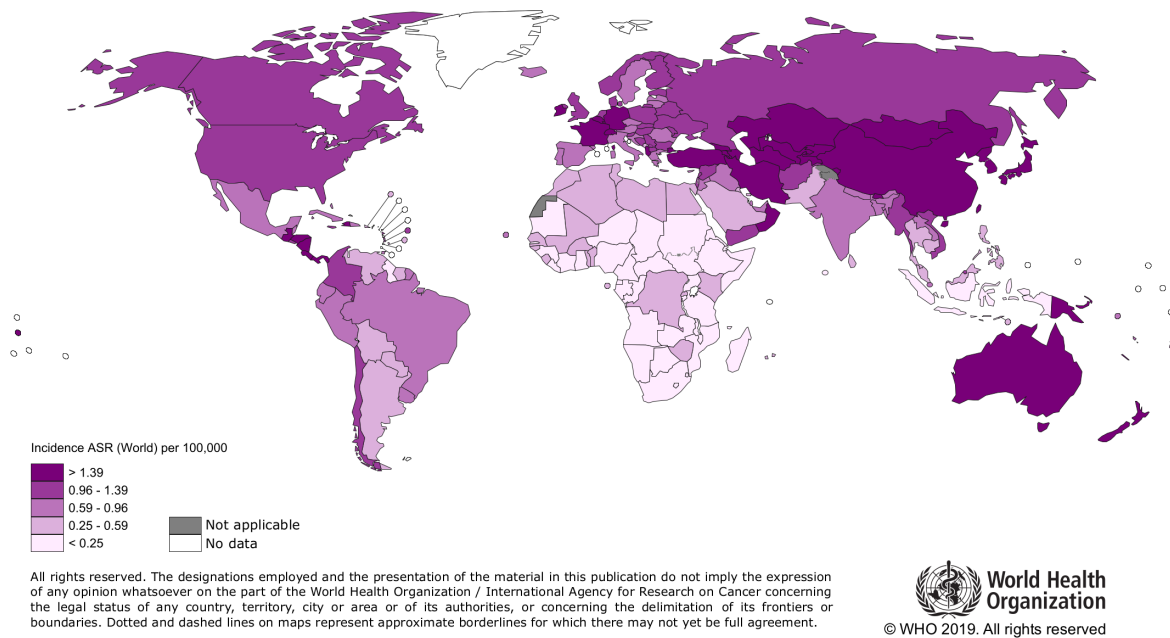 Incidence ASR (World) per 100,000
> 1.39
0.96 - 1.39
0.59 - 0.96
0.25 - 0.59
< 0.25
Not applicable
No data
All rights reserved. The designations employed and the presentation of the material in this publication do not imply the expression
of any opinion whatsoever on the part of the World Health Organization / International Agency for Research on Cancer concerning
the legal status of any country, territory, city or area or of its authorities, or concerning the delimitation of its frontiers or
boundaries. Dotted and dashed lines on maps represent approximate borderlines for which there may not yet be full agreement.
World Health
Organization
© WHO 2019. All rights reserved